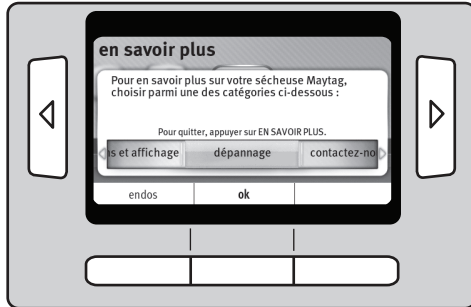 en savoir plus
Pour en savoir plus sur votre sécheuse Maytag,
choisir parmi une des catégories ci-dessous :
Pour quitter, appuyer sur EN SAVOIR PLUS.
ns et affichage dépannage contactez-no
endos ok